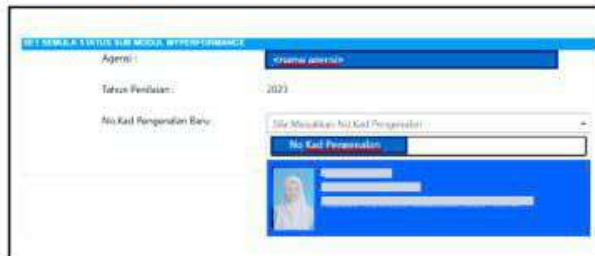 SET SEMULA STATUS SUB MODUL MYPERFORMANCE
Agensi :
<nama agensi>
Tahun Penilaian :
2023
No.Kad Pengenalan Baru:
Sila Masukkan No Kad Pengenalan
No Kad Pengenalan